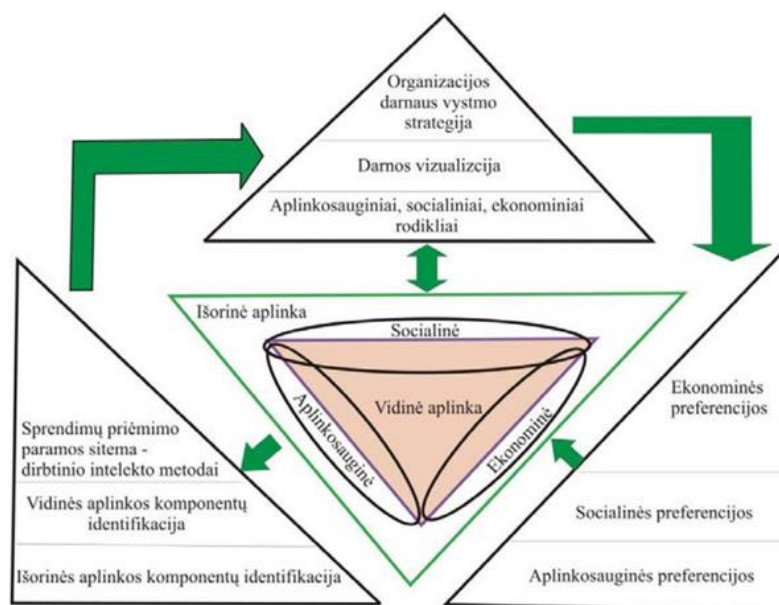 Organizacijos
darnaus vystmo
strategija
Darnos vizualizcija
Aplinkosauginiai, socialiniai, ekonominiai
rodikliai
Išorinė aplinka
Socialinė
Aplinkosauginė
Vidinė aplinka
Ekonominė
Sprendimų priėmimo
paramos sitema -
dirbtinio intelekto metodai
Vidinės aplinkos komponentų
identifikacija
Išorinės aplinkos komponentų identifikacija
Ekonominės
preferencijos
Socialinės preferencijos
Aplinkosauginės preferencijos